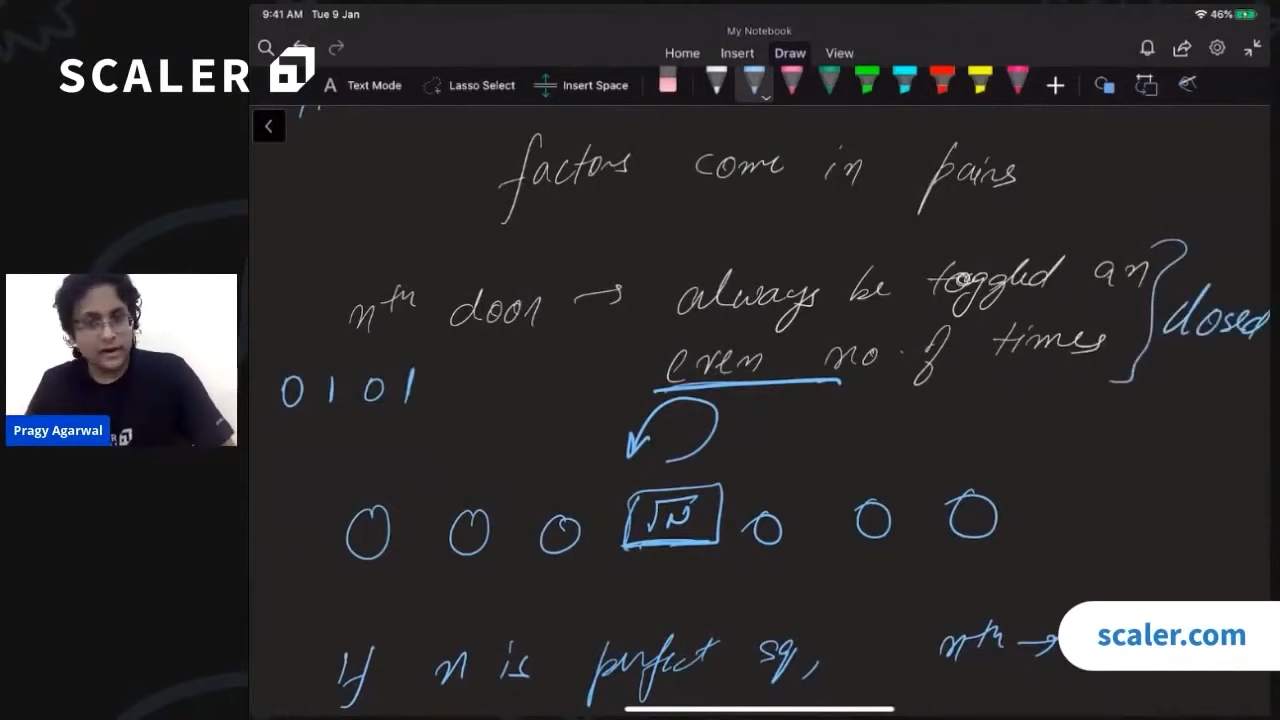 9:41 AM Tue 9 Jan
46%
My Notebook
Home Insert Draw View
SCALER
A Text Mode Lasso Select Insert Space
factors come in pairs
nth door → always be toggled an
even no. of times
closed
0 1 0 1
Pragy Agarwal
√N
scaler.com
If n is perfect sq, nth →